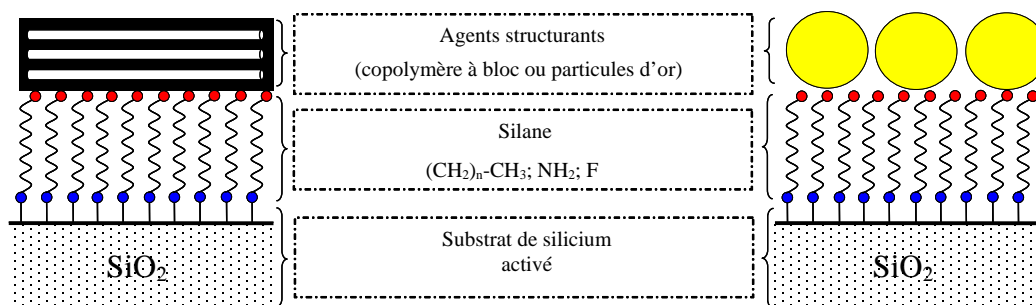 Agents structurants
(copolymère à bloc ou particules d'or)
Silane
(CH₂)ₙ-CH₃; NH₂; F
Substrat de silicium
activé
SiO₂
SiO₂